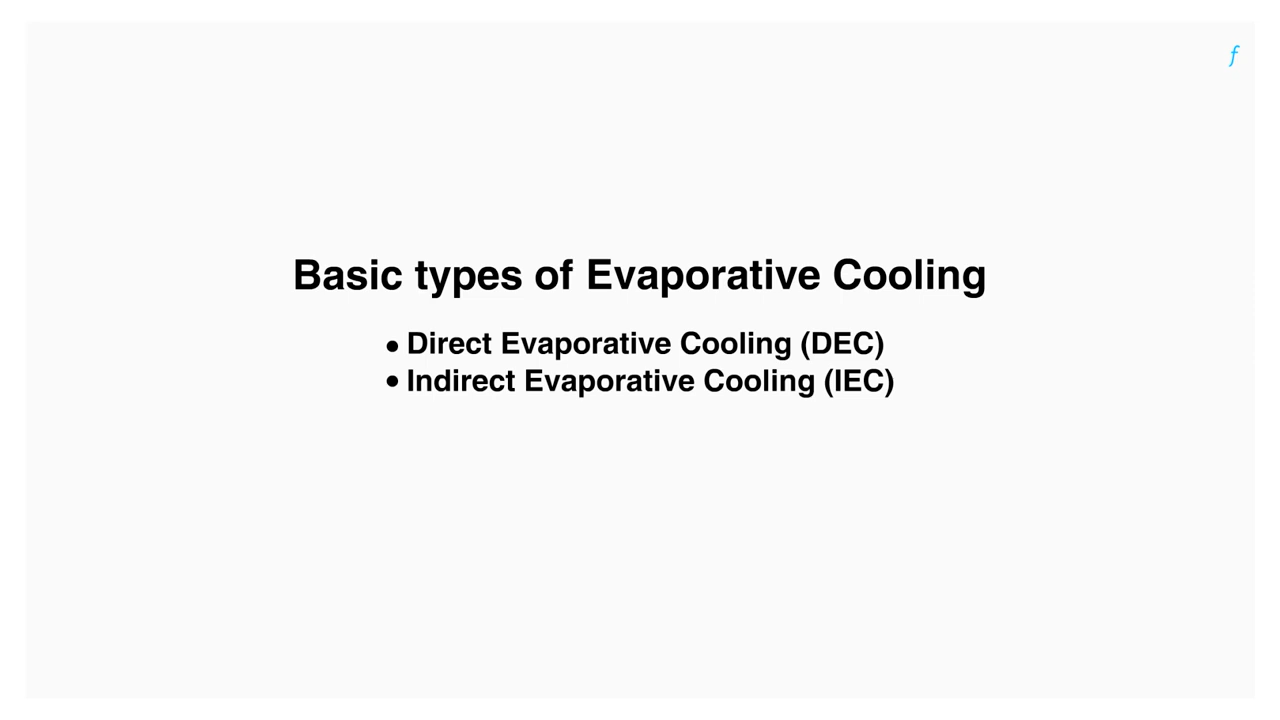 ƒ
Basic types of Evaporative Cooling
• Direct Evaporative Cooling (DEC)
• Indirect Evaporative Cooling (IEC)